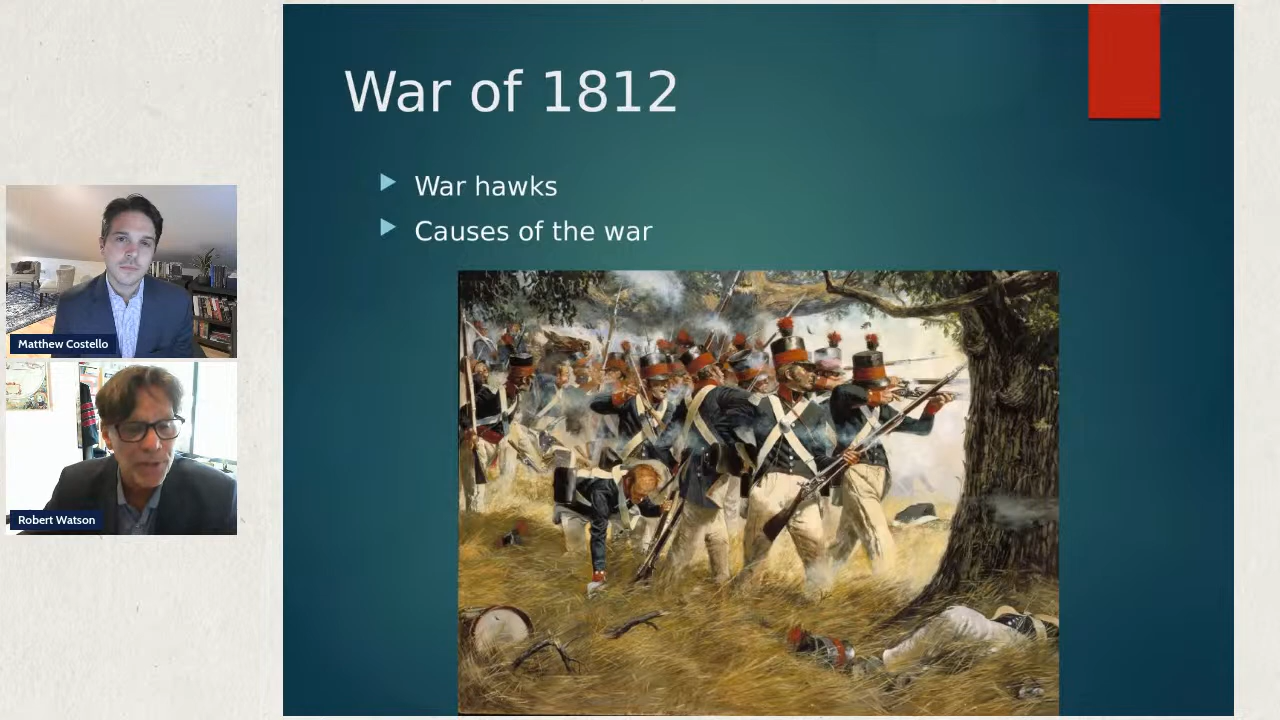 War of 1812
War hawks
Causes of the war
Matthew Costello
Robert Watson